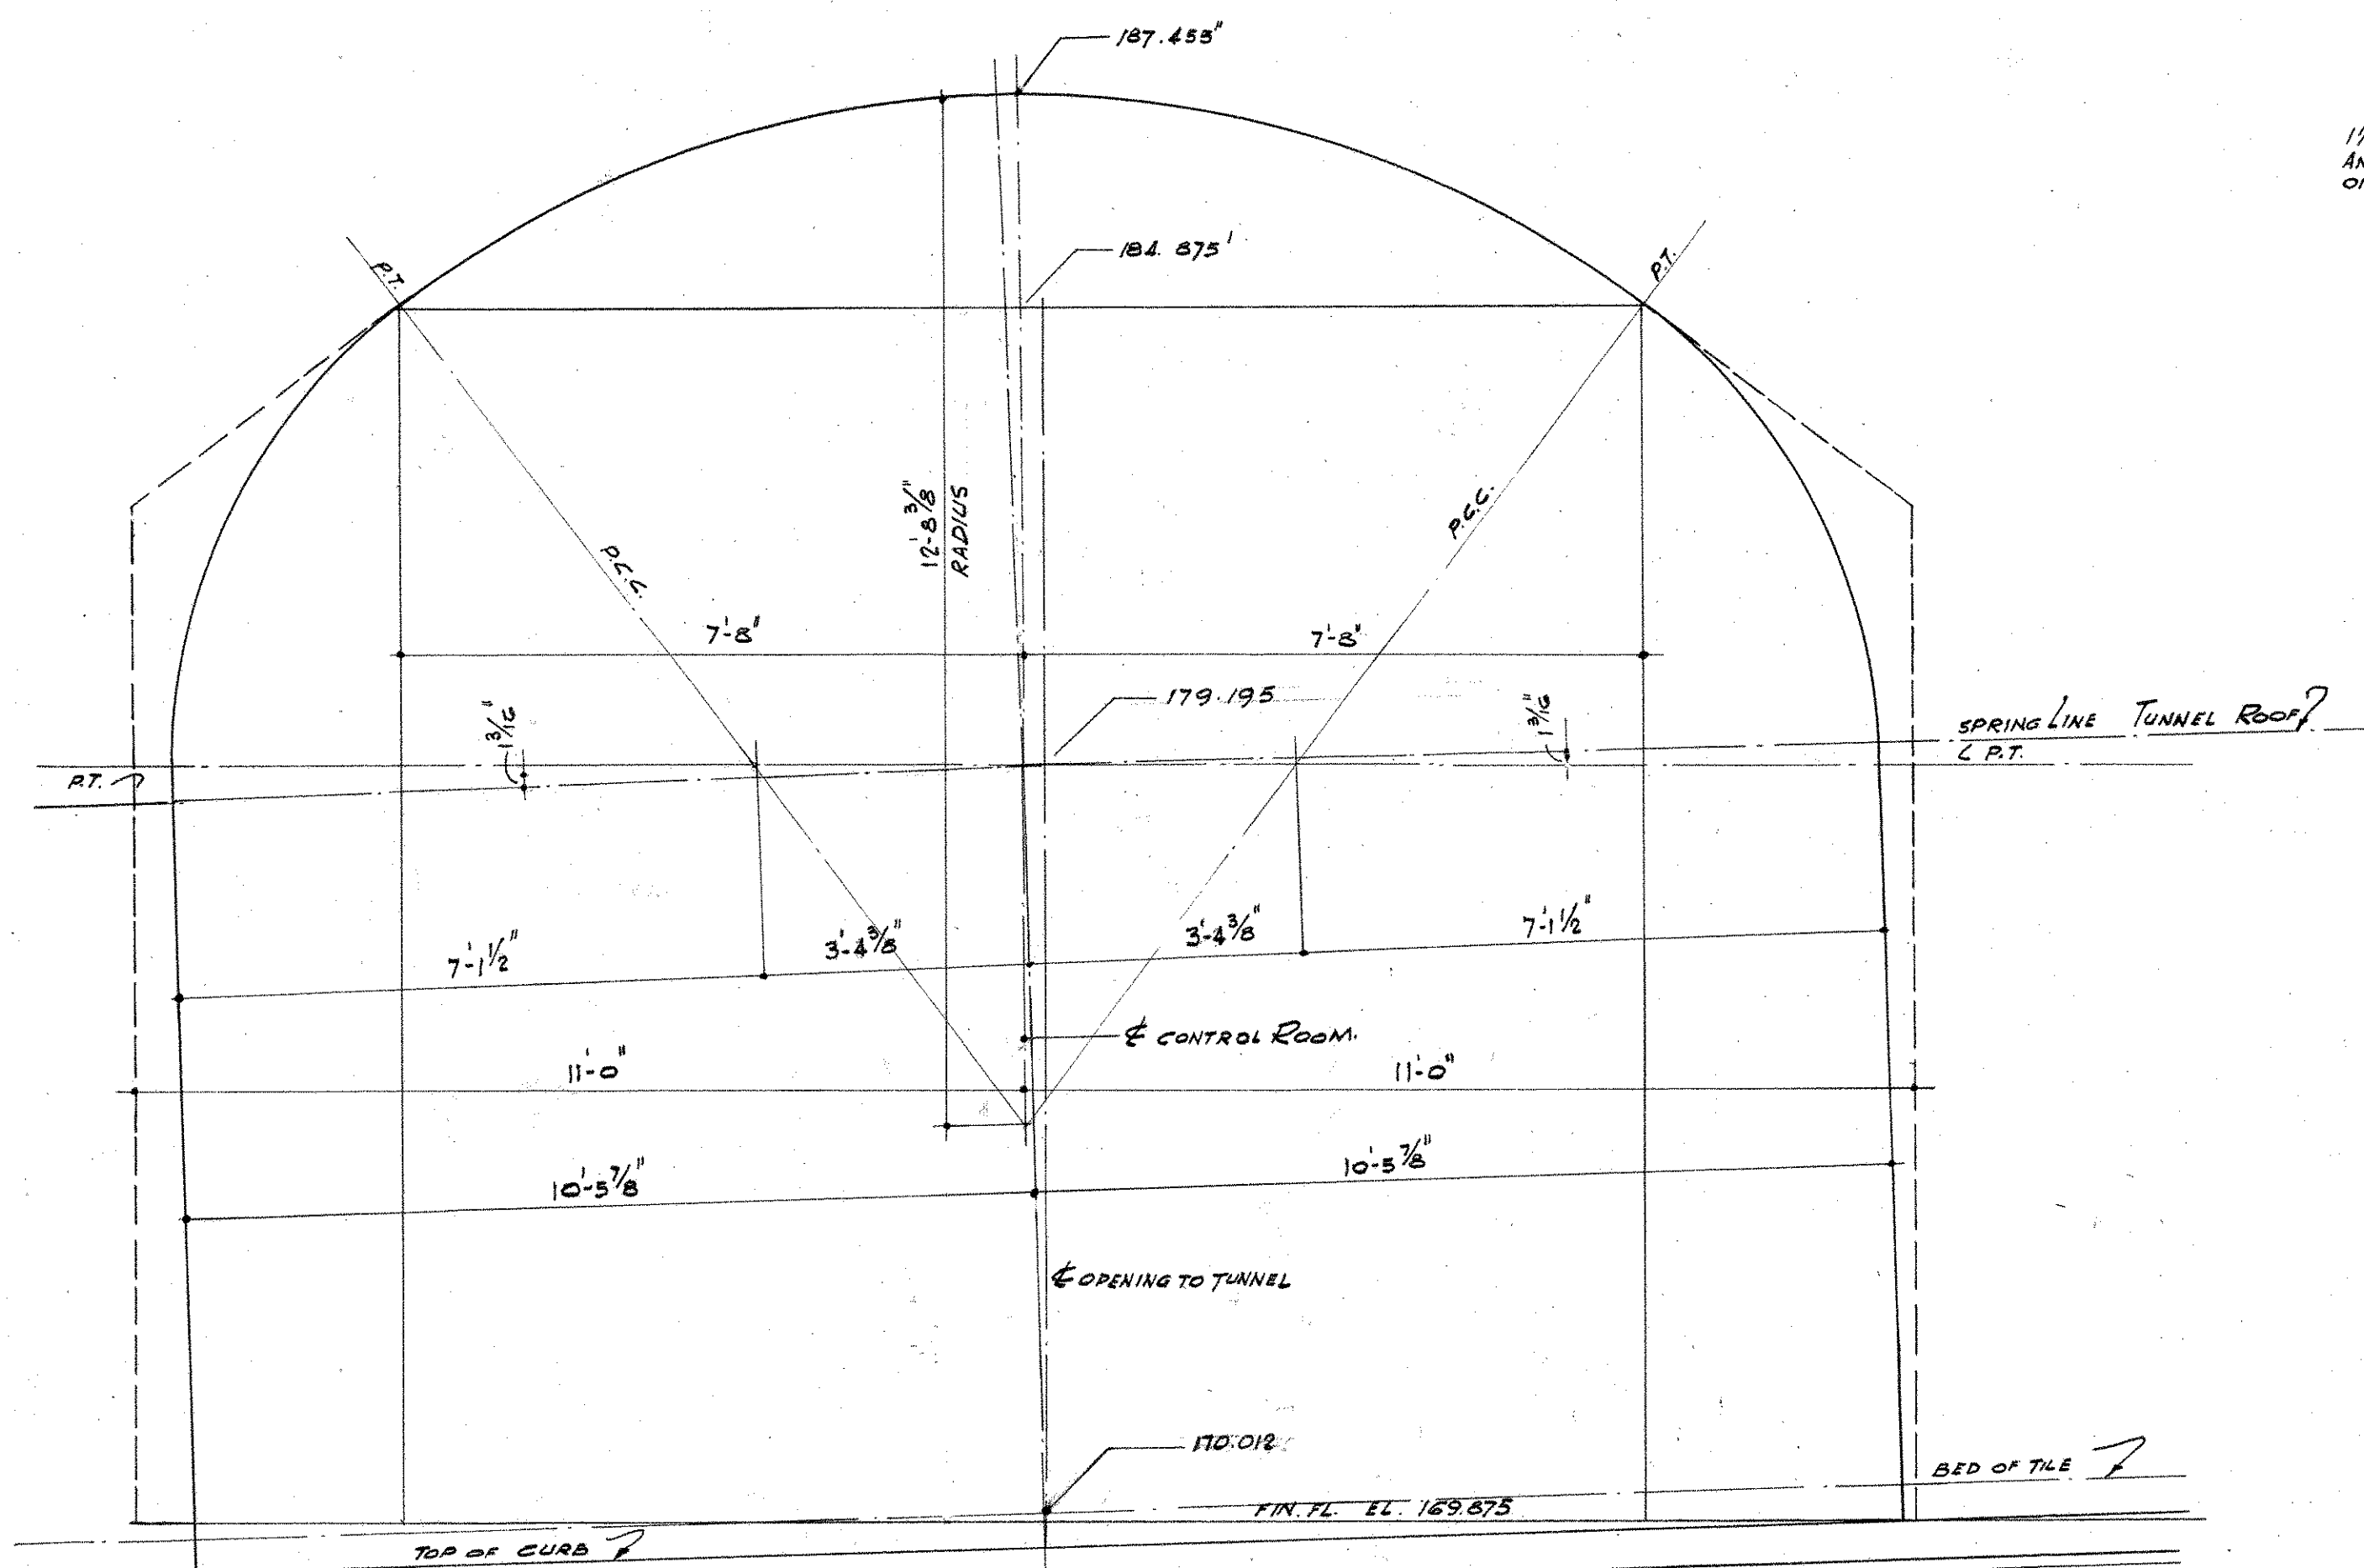 187.455"
184.875'
P.T.
P.T.
12'-8 3/8"
RADIUS
P.C.C.
P.C.C.
7'-8"
7'-8"
1 3/16"
179.195
1 3/16"
SPRING LINE TUNNEL ROOF
P.T.
P.T.
7'-1 1/2"
3'-4 3/8"
3'-4 3/8"
7'-1 1/2"
℄ CONTROL ROOM.
11'-0"
11'-0"
10'-5 7/8"
10'-5 7/8"
℄ OPENING TO TUNNEL
170.012
BED OF TILE
FIN. FL. EL. 169.875
TOP OF CURB